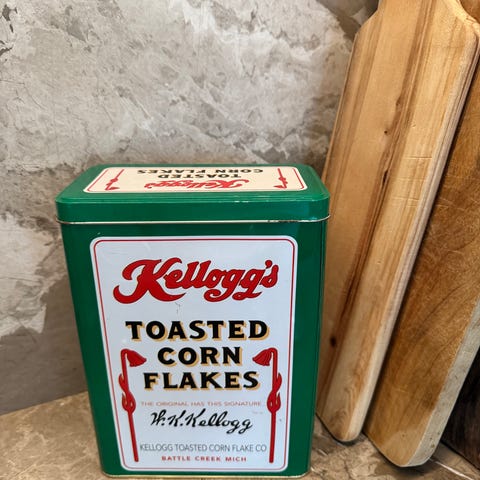 CORN FLAKES
TOASTED
Kellogg's
Kellogg's
TOASTED
CORN
FLAKES
THE ORIGINAL HAS THIS SIGNATURE
W.K.Kellogg
KELLOGG TOASTED CORN FLAKE CO
BATTLE CREEK MICH